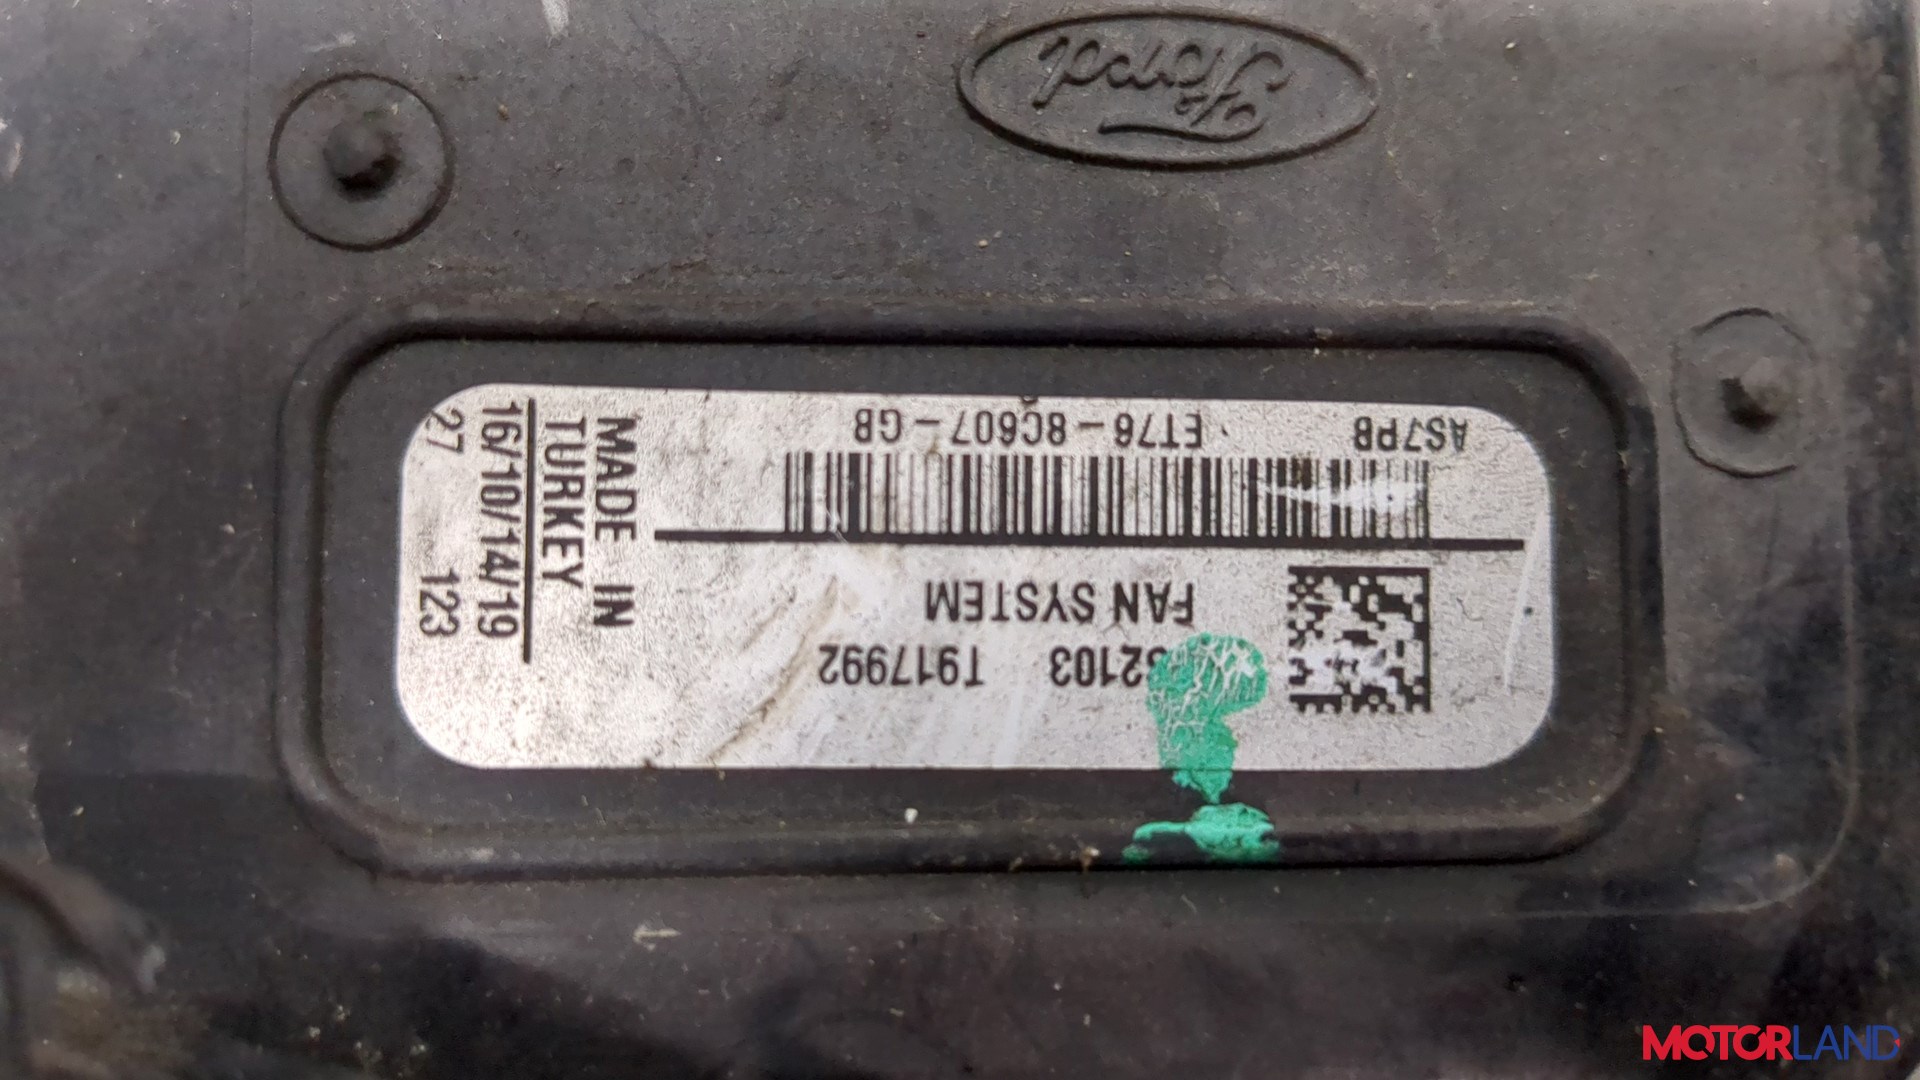 Ford
T917992
FAN SYSTEM
AS7PB ET76-8C607-GB
MADE IN
TURKEY
16/10/14/19
27 123
MOTORLAND